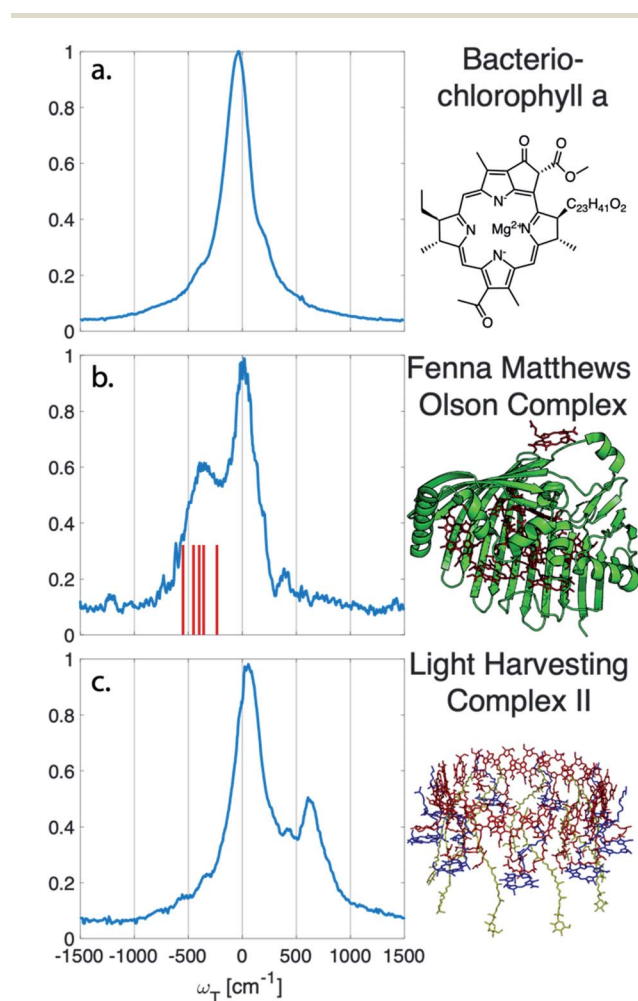 a.
1
0.8
0.6
0.4
0.2
0
Bacterio-
chlorophyll a
O
O
O
N-
N
Mg2+N
N-
C₂₃H₄₁O₂
O
b.
1
0.8
0.6
0.4
0.2
0
Fenna Matthews
Olson Complex
c.
1
0.8
0.6
0.4
0.2
0
Light Harvesting
Complex II
-1500 -1000 -500 0 500 1000 1500
ω_T [cm⁻¹]